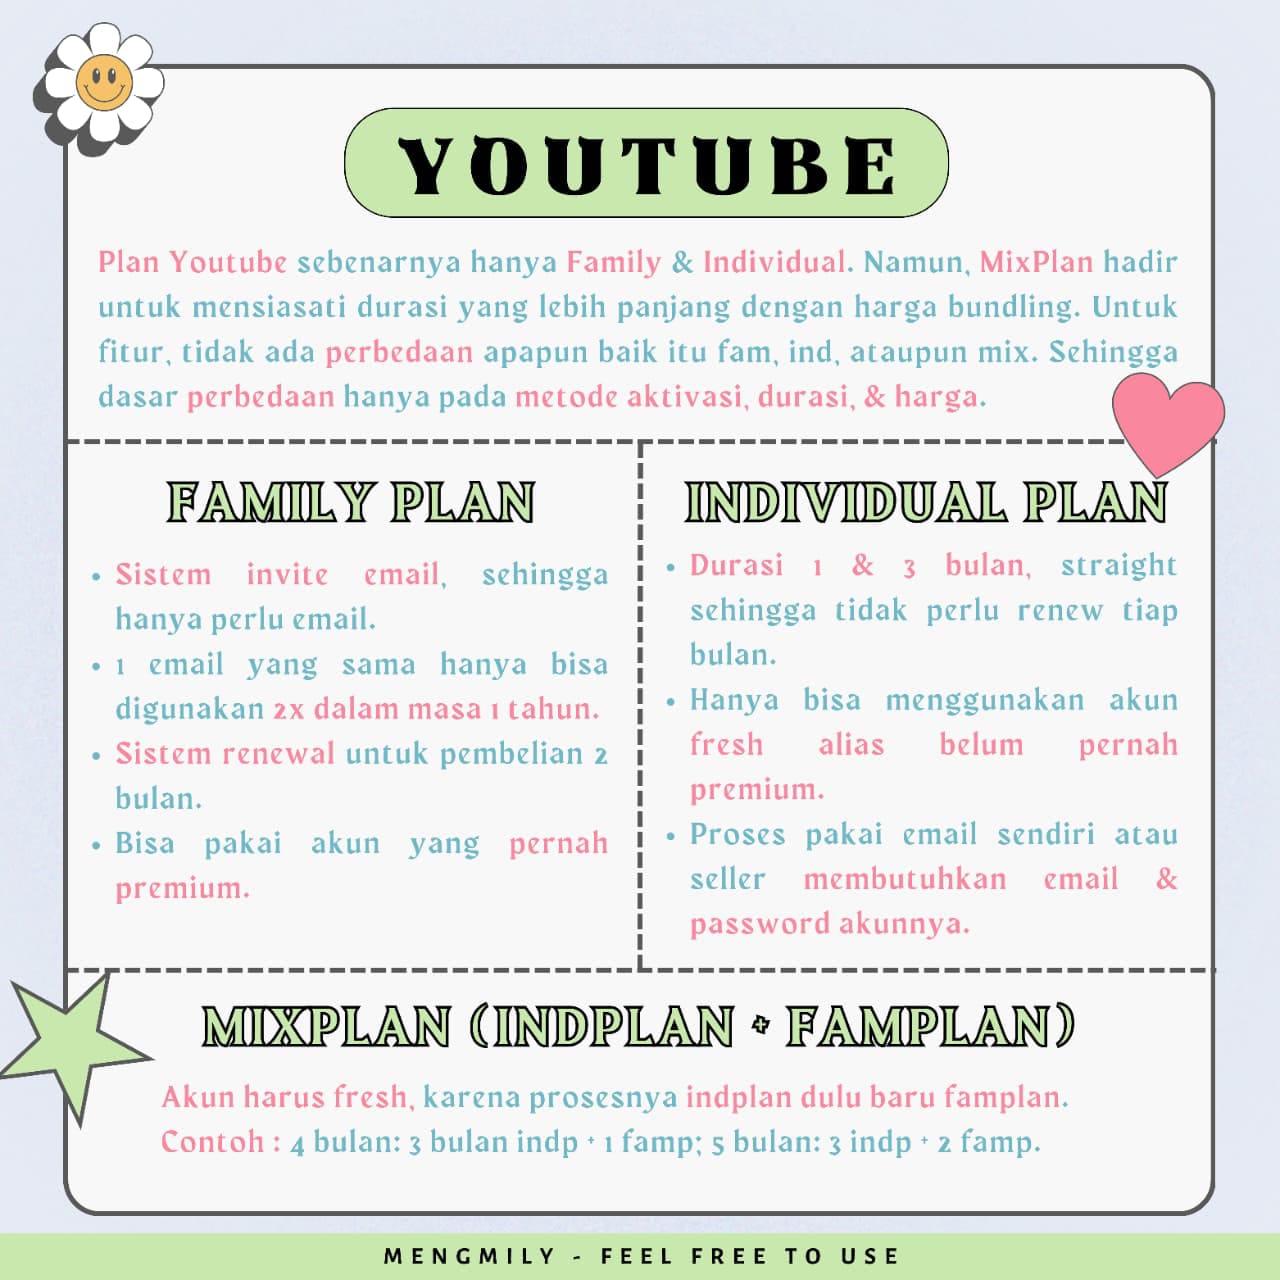 YOUTUBE
Plan Youtube sebenarnya hanya Family & Individual. Namun, MixPlan hadir
untuk mensiasati durasi yang lebih panjang dengan harga bundling. Untuk
fitur, tidak ada perbedaan apapun baik itu fam, ind, ataupun mix. Sehingga
dasar perbedaan hanya pada metode aktivasi, durasi, & harga.
FAMILY PLAN
• Sistem invite email, sehingga
hanya perlu email.
• 1 email yang sama hanya bisa
digunakan 2x dalam masa 1 tahun.
• Sistem renewal untuk pembelian 2
bulan.
• Bisa pakai akun yang pernah
premium.
INDIVIDUAL PLAN
• Durasi 1 & 3 bulan, straight
sehingga tidak perlu renew tiap
bulan.
• Hanya bisa menggunakan akun
fresh alias belum pernah
premium.
• Proses pakai email sendiri atau
seller membutuhkan email &
password akunnya.
MIXPLAN (INDPLAN + FAMPLAN)
Akun harus fresh, karena prosesnya indplan dulu baru famplan.
Contoh : 4 bulan: 3 bulan indp + 1 famp; 5 bulan: 3 indp + 2 famp.
MENGMILY - FEEL FREE TO USE